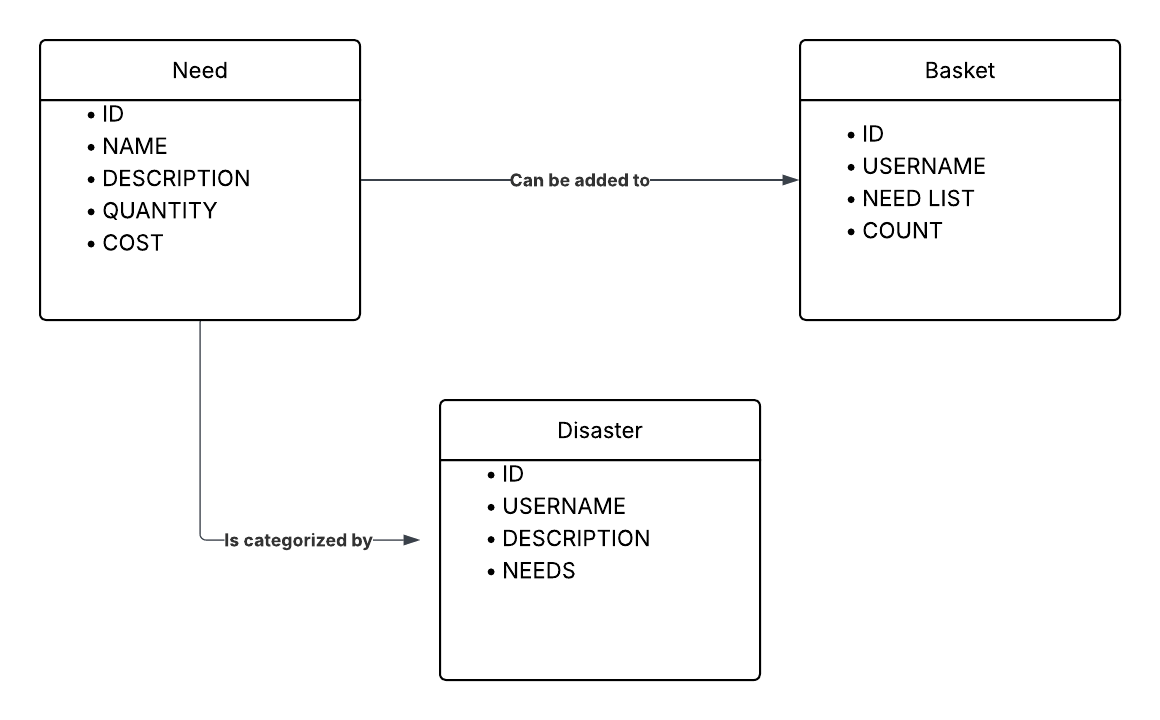 Need
• ID
• NAME
• DESCRIPTION
• QUANTITY
• COST
Can be added to
Basket
• ID
• USERNAME
• NEED LIST
• COUNT
Is categorized by
Disaster
• ID
• USERNAME
• DESCRIPTION
• NEEDS